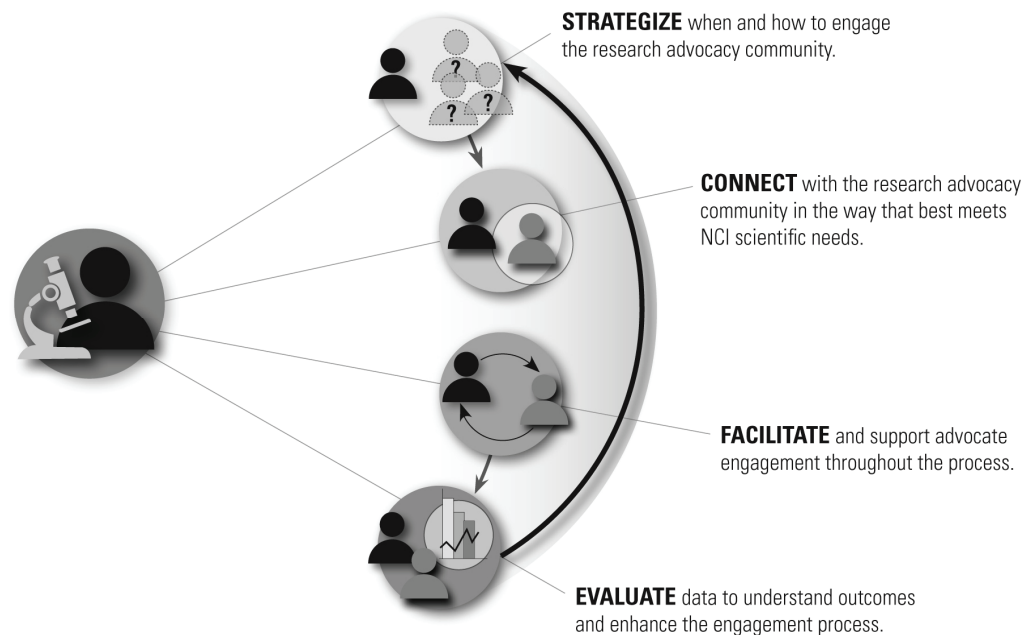 STRATEGIZE when and how to engage
the research advocacy community.
?
?
?
CONNECT with the research advocacy
community in the way that best meets
NCI scientific needs.
FACILITATE and support advocate
engagement throughout the process.
EVALUATE data to understand outcomes
and enhance the engagement process.